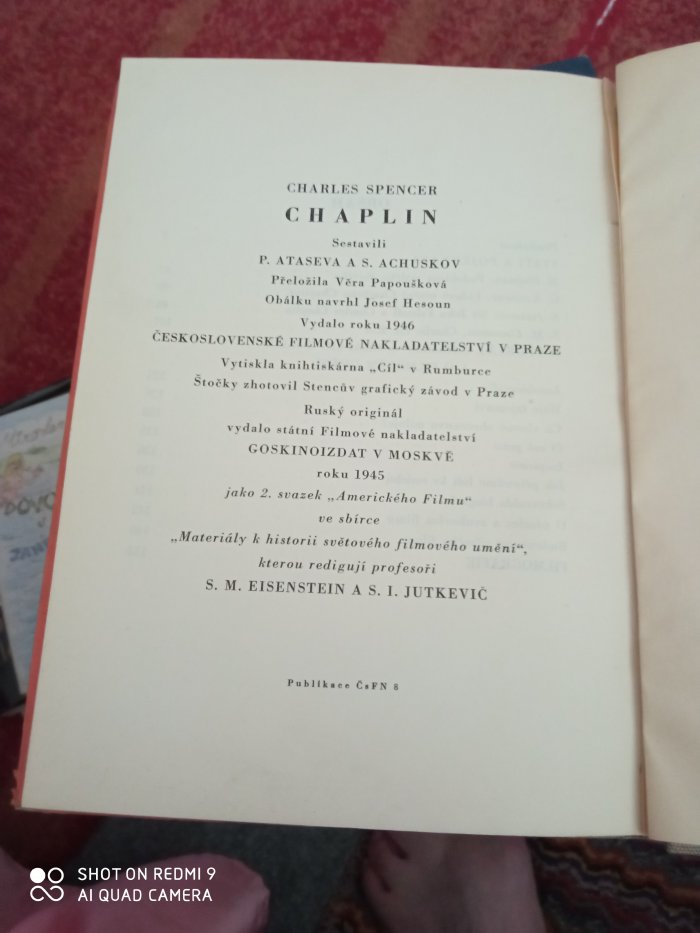 CHARLES SPENCER
CHAPLIN
Sestavili
P. ATASEVA A S. ACHUSKOV
Přeložila Věra Papoušková
Obálku navrhl Josef Hesoun
Vydalo roku 1946
ČESKOSLOVENSKÉ FILMOVÉ NAKLADATELSTVÍ V PRAZE
Vytiskla knihtiskárna „Cíl“ v Rumburce
Štočky zhotovil Stencův grafický závod v Praze
Ruský originál
vydalo státní Filmové nakladatelství
GOSKINOIZDAT V MOSKVĚ
roku 1945
jako 2. svazek „Amerického Filmu“
ve sbírce
„Materiály k historii světového filmového umění“,
kterou redigují profesoři
S. M. EISENSTEIN A S. I. JUTKEVIČ
Publikace ČsFN 8
SHOT ON REDMI 9
AI QUAD CAMERA